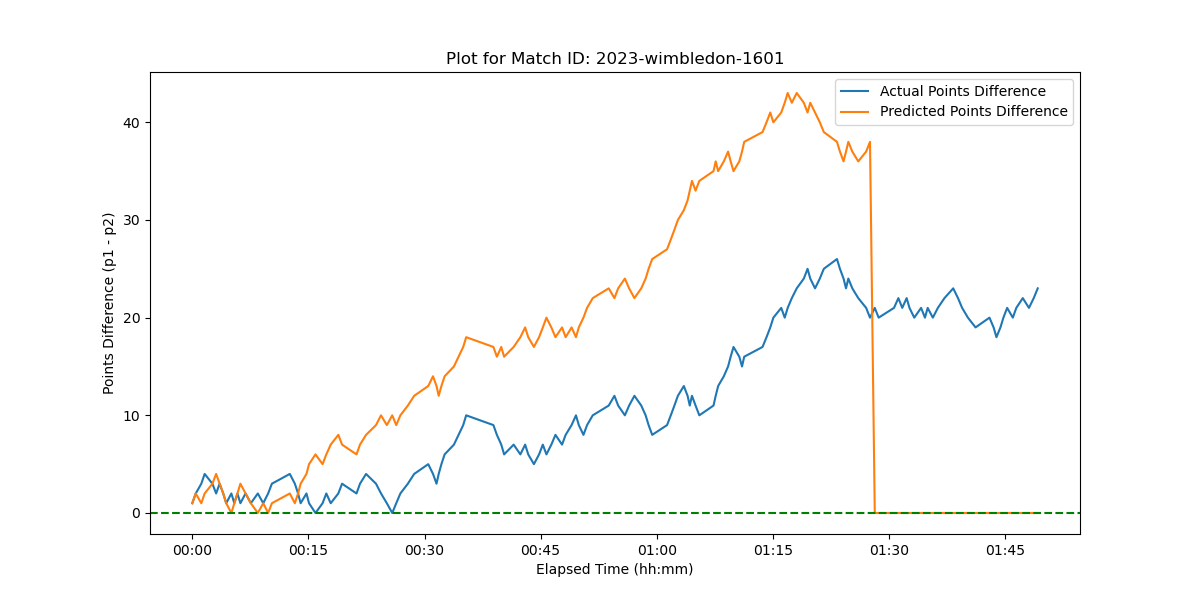 Plot for Match ID: 2023-wimbledon-1601
Actual Points Difference
Predicted Points Difference
Points Difference (p1 - p2)
40
30
20
10
0
00:00 00:15 00:30 00:45 01:00 01:15 01:30 01:45
Elapsed Time (hh:mm)